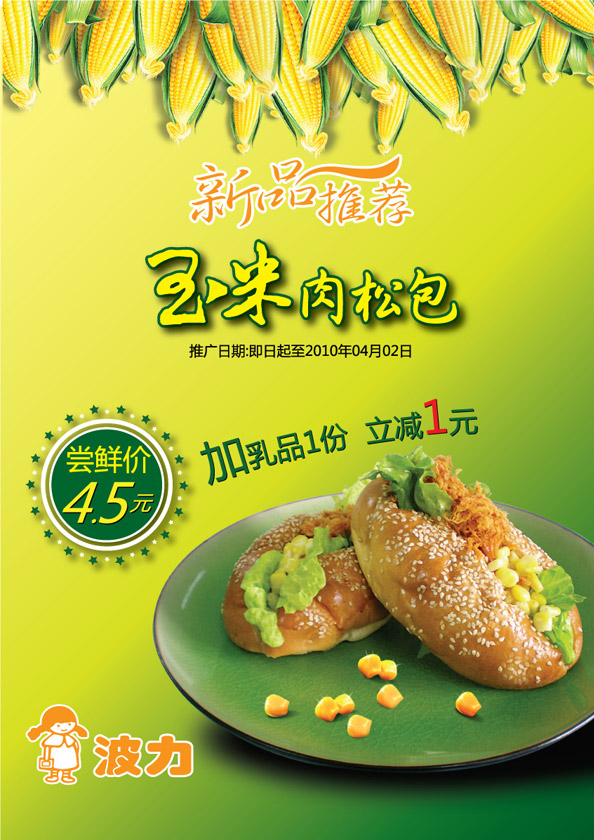 新品推荐
玉米肉松包
推广日期:即日起至2010年04月02日
加乳品1份 立减1元
尝鲜价
4.5元
波力